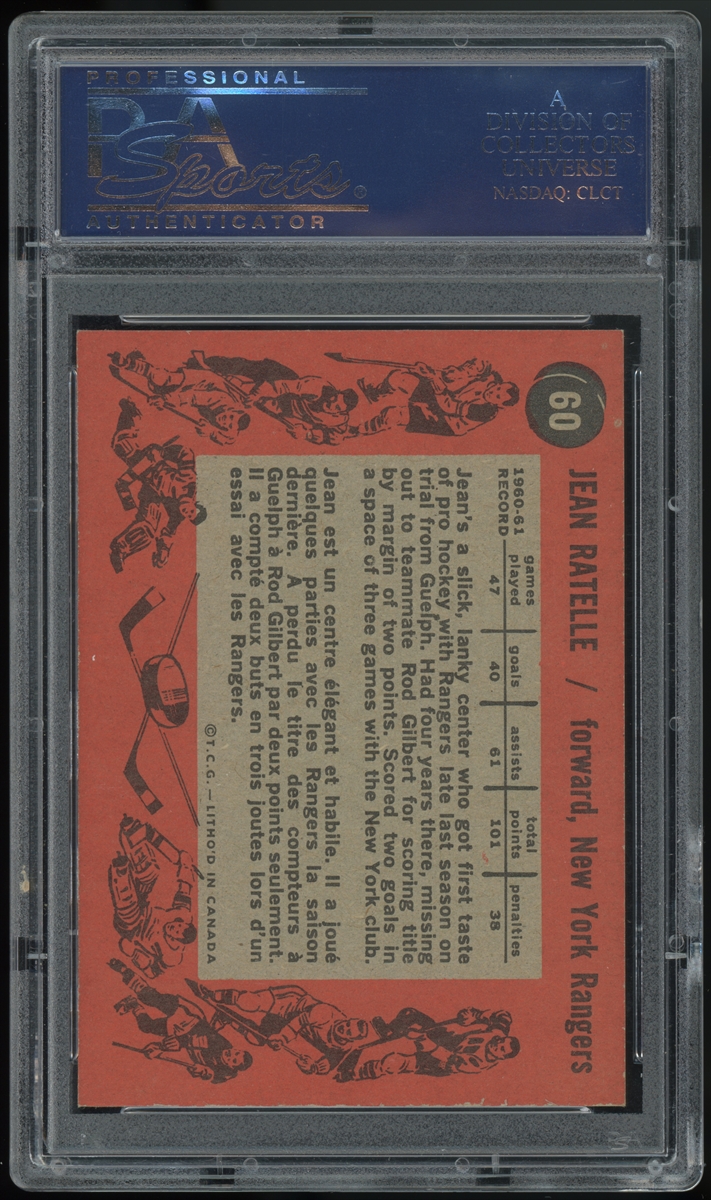 PROFESSIONAL
PSA
Sports®
AUTHENTICATOR
A
DIVISION OF
COLLECTORS
UNIVERSE
NASDAQ: CLCT
60
JEAN RATELLE / forward, New York Rangers
1960-61 RECORD
games played goals assists total points penalties
47 40 61 101 38
Jean's a slick, lanky center who got first taste
of pro hockey with Rangers late last season on
trial from Guelph. Had four years there, missing
out to teammate Rod Gilbert for scoring title
by margin of two points. Scored two goals in
a space of three games with the New York club.
Jean est un centre élégant et habile. Il a joué
quelques parties avec les Rangers la saison
dernière. A perdu le titre des compteurs à
Guelph à Rod Gilbert par deux points seulement.
Il a compté deux buts en trois joutes lors d'un
essai avec les Rangers.
© T.C.G. — LITHO'D IN CANADA